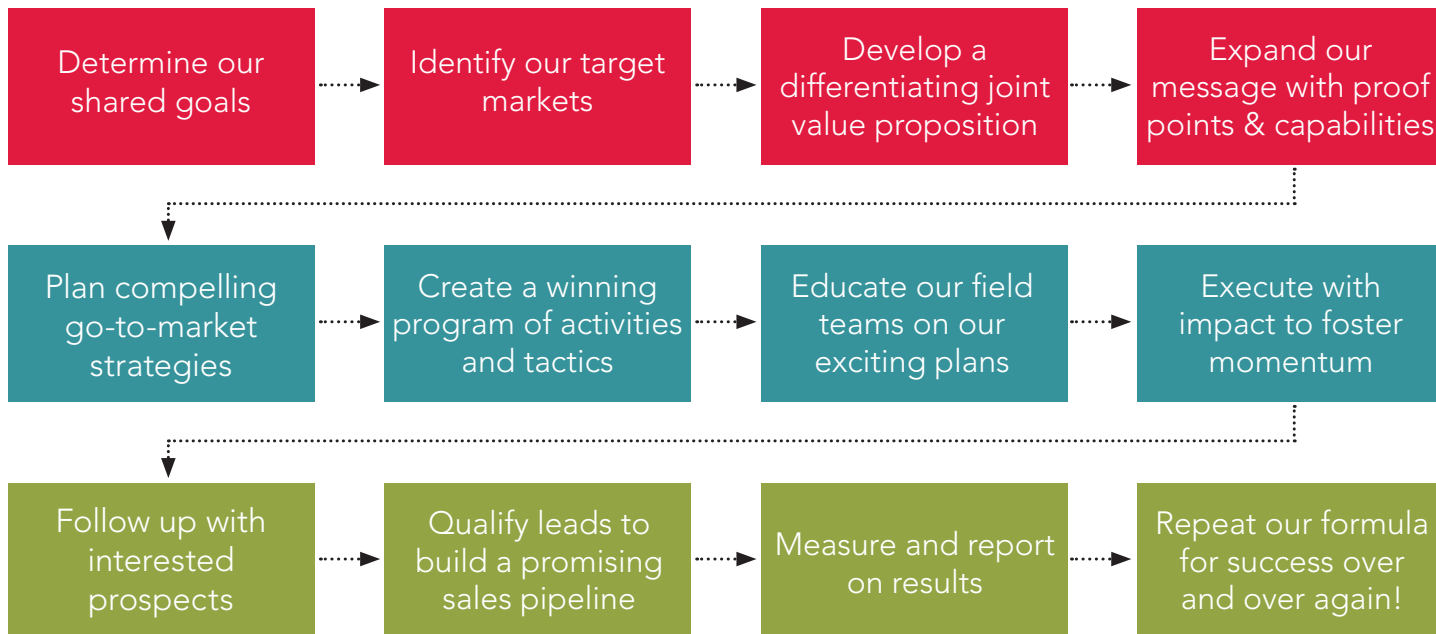 Determine our
shared goals
Identify our target
markets
Develop a
differentiating joint
value proposition
Expand our
message with proof
points & capabilities
Plan compelling
go-to-market
strategies
Create a winning
program of activities
and tactics
Educate our field
teams on our
exciting plans
Execute with
impact to foster
momentum
Follow up with
interested
prospects
Qualify leads to
build a promising
sales pipeline
Measure and report
on results
Repeat our formula
for success over
and over again!